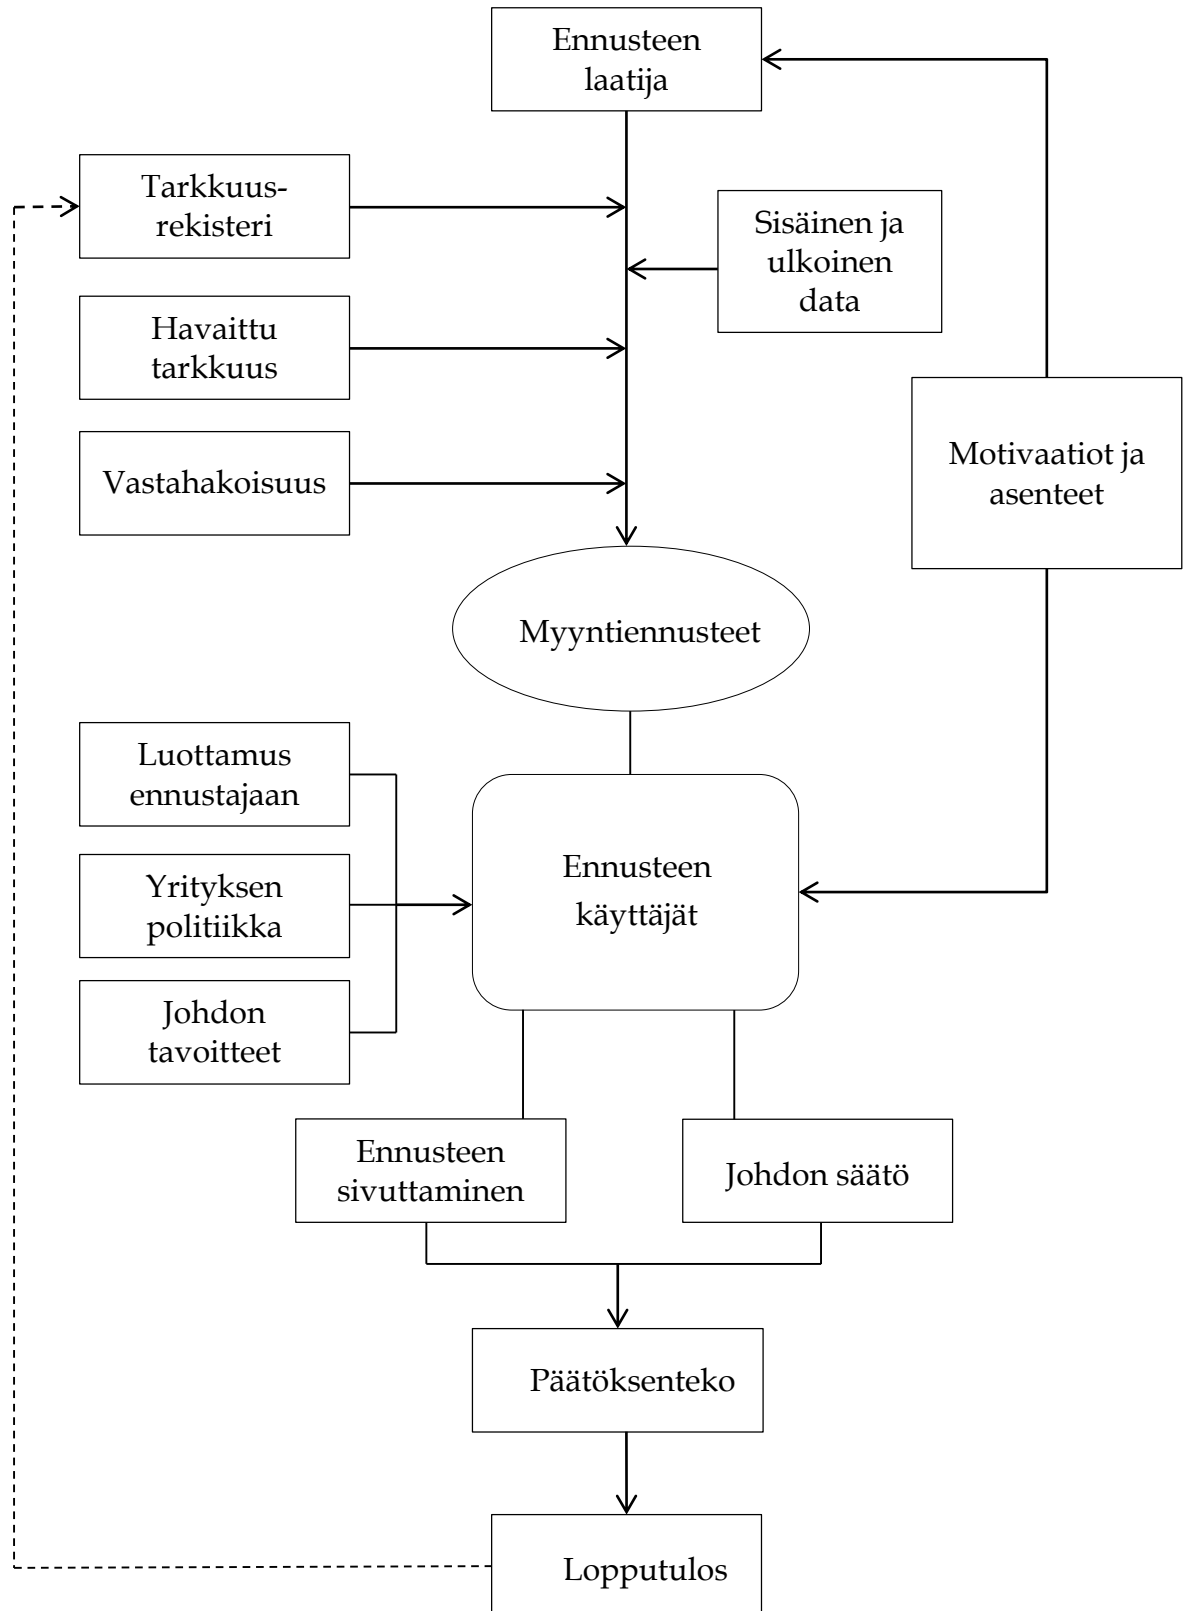 Ennusteen
laatija
Tarkkuus-
rekisteri
Sisäinen ja
ulkoinen
data
Havaittu
tarkkuus
Motivaatiot ja
asenteet
Vastahakoisuus
Myyntiennusteet
Luottamus
ennustajaan
Ennusteen
käyttäjät
Yrityksen
politiikka
Johdon
tavoitteet
Ennusteen
sivuttaminen
Johdon säätö
Päätöksenteko
Lopputulos